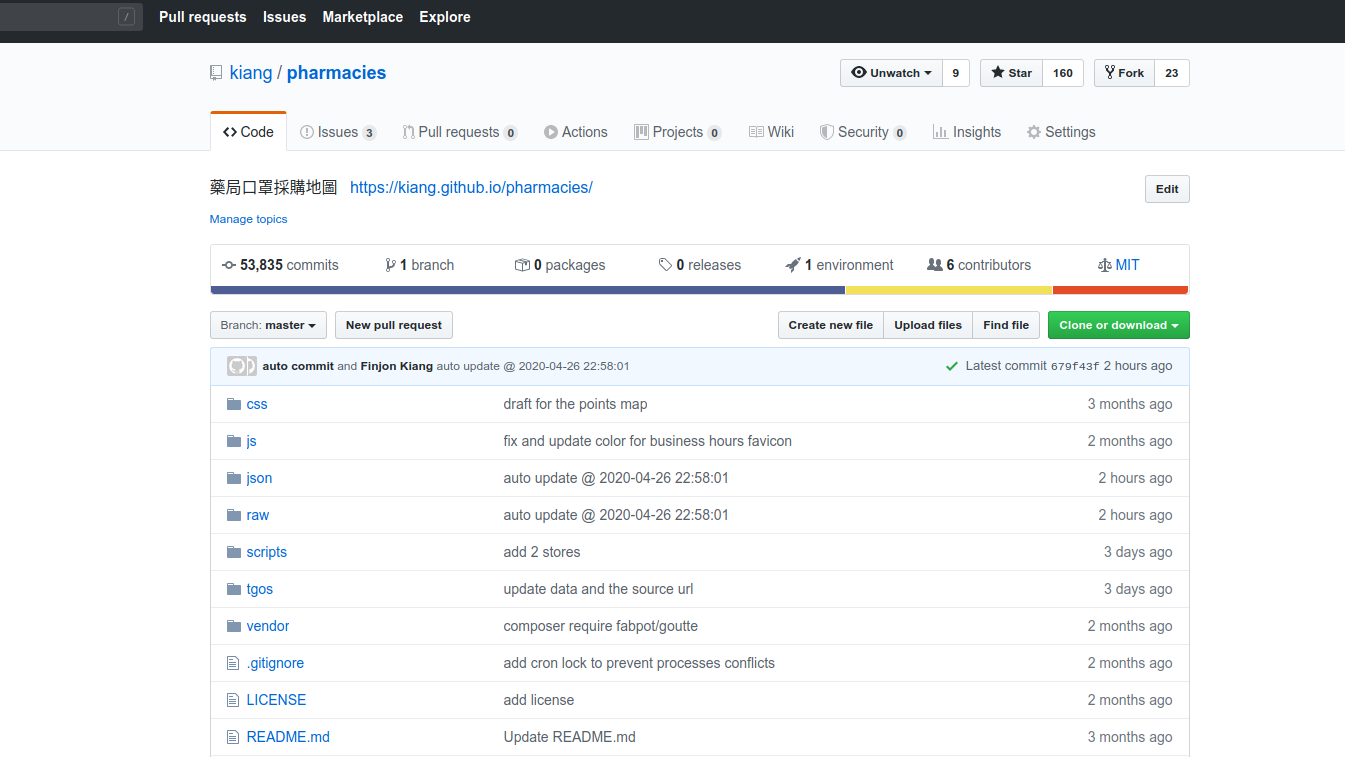 / Pull requests Issues Marketplace Explore
kiang / pharmacies Unwatch 9 Star 160 Fork 23
Code Issues 3 Pull requests 0 Actions Projects 0 Wiki Security 0 Insights Settings
藥局口罩採購地圖 https://kiang.github.io/pharmacies/ Edit
Manage topics
53,835 commits 1 branch 0 packages 0 releases 1 environment 6 contributors MIT
Branch: master New pull request Create new file Upload files Find file Clone or download
auto commit and Finjon Kiang auto update @ 2020-04-26 22:58:01 Latest commit 679f43f 2 hours ago
css draft for the points map 3 months ago
js fix and update color for business hours favicon 2 months ago
json auto update @ 2020-04-26 22:58:01 2 hours ago
raw auto update @ 2020-04-26 22:58:01 2 hours ago
scripts add 2 stores 3 days ago
tgos update data and the source url 3 days ago
vendor composer require fabpot/goutte 2 months ago
.gitignore add cron lock to prevent processes conflicts 2 months ago
LICENSE add license 2 months ago
README.md Update README.md 3 months ago